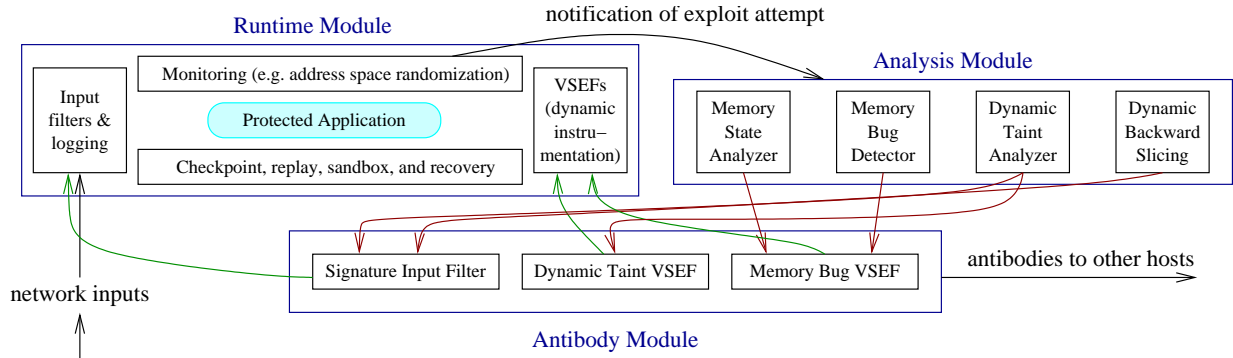 notification of exploit attempt
Runtime Module
Monitoring (e.g. address space randomization)
Input
filters &
logging
Protected Application
Checkpoint, replay, sandbox, and recovery
VSEFs
(dynamic
instru−
mentation)
Analysis Module
Memory
State
Analyzer
Memory
Bug
Detector
Dynamic
Taint
Analyzer
Dynamic
Backward
Slicing
Signature Input Filter
Dynamic Taint VSEF
Memory Bug VSEF
antibodies to other hosts
network inputs
Antibody Module